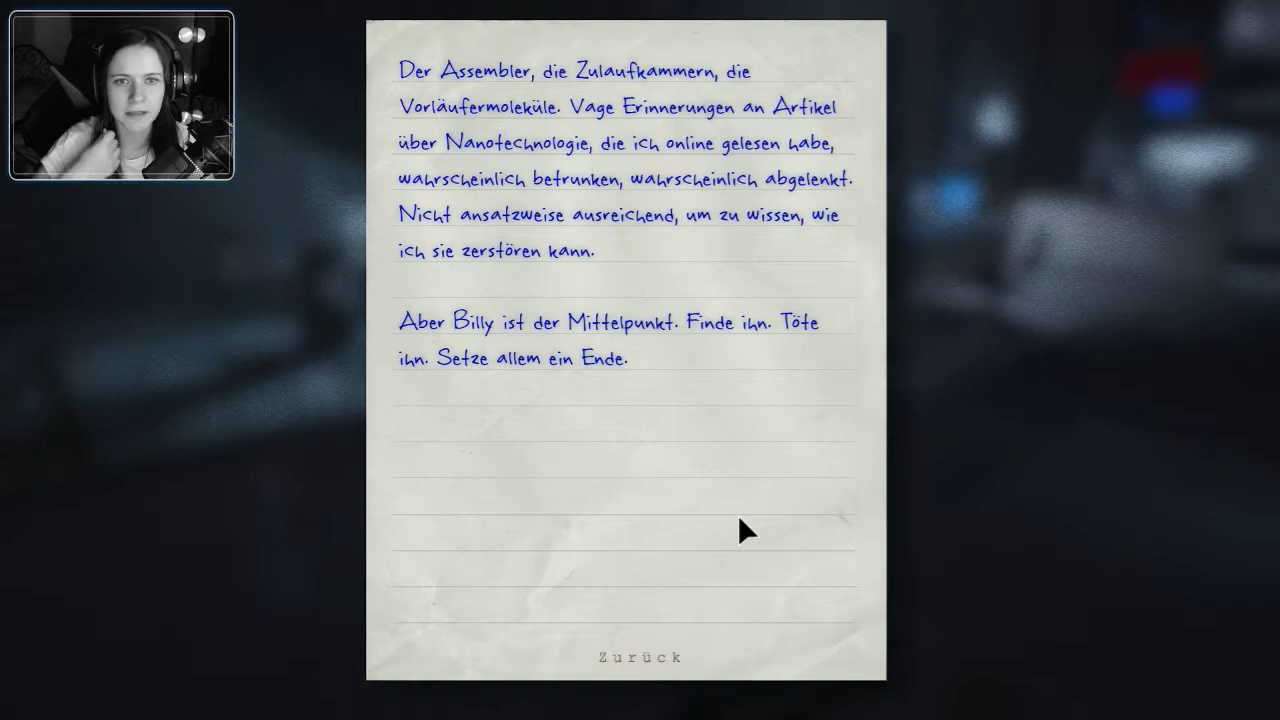 Der Assembler, die Zulaufkammern, die
Vorläufermoleküle. Vage Erinnerungen an Artikel
über Nanotechnologie, die ich online gelesen habe,
wahrscheinlich betrunken, wahrscheinlich abgelenkt.
Nicht ansatzweise ausreichend, um zu wissen, wie
ich sie zerstören kann.
Aber Billy ist der Mittelpunkt. Finde ihn. Töte
ihn. Setze allem ein Ende.
Zurück